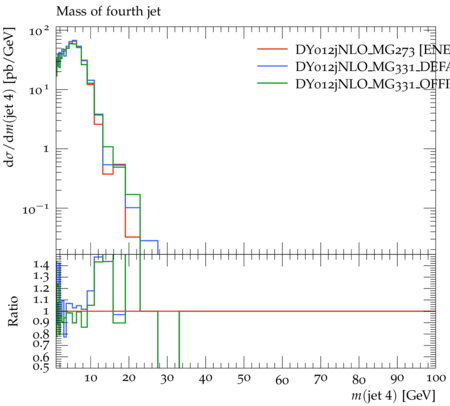 Mass of fourth jet
dσ/dm(jet 4) [pb/GeV]
10²
10¹
1
10⁻¹
DY012jNLO_MG273 [ENE
DY012jNLO_MG331_DEFA
DY012jNLO_MG331_OFFI
Ratio
1.4
1.3
1.2
1.1
1
0.9
0.8
0.7
0.6
0.5
10 20 30 40 50 60 70 80 90 100
m(jet 4) [GeV]